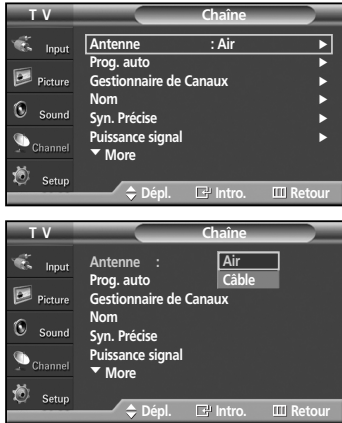 T V Chaîne
Input
Antenne : Air
Prog. auto
Picture
Gestionnaire de Canaux
Nom
Sound
Syn. Précise
Channel
Puissance signal
More
Setup
Dépl. Intro. Retour
T V Chaîne
Input
Antenne : Air
Prog. auto Câble
Picture
Gestionnaire de Canaux
Nom
Sound
Syn. Précise
Channel
Puissance signal
More
Setup
Dépl. Intro. Retour